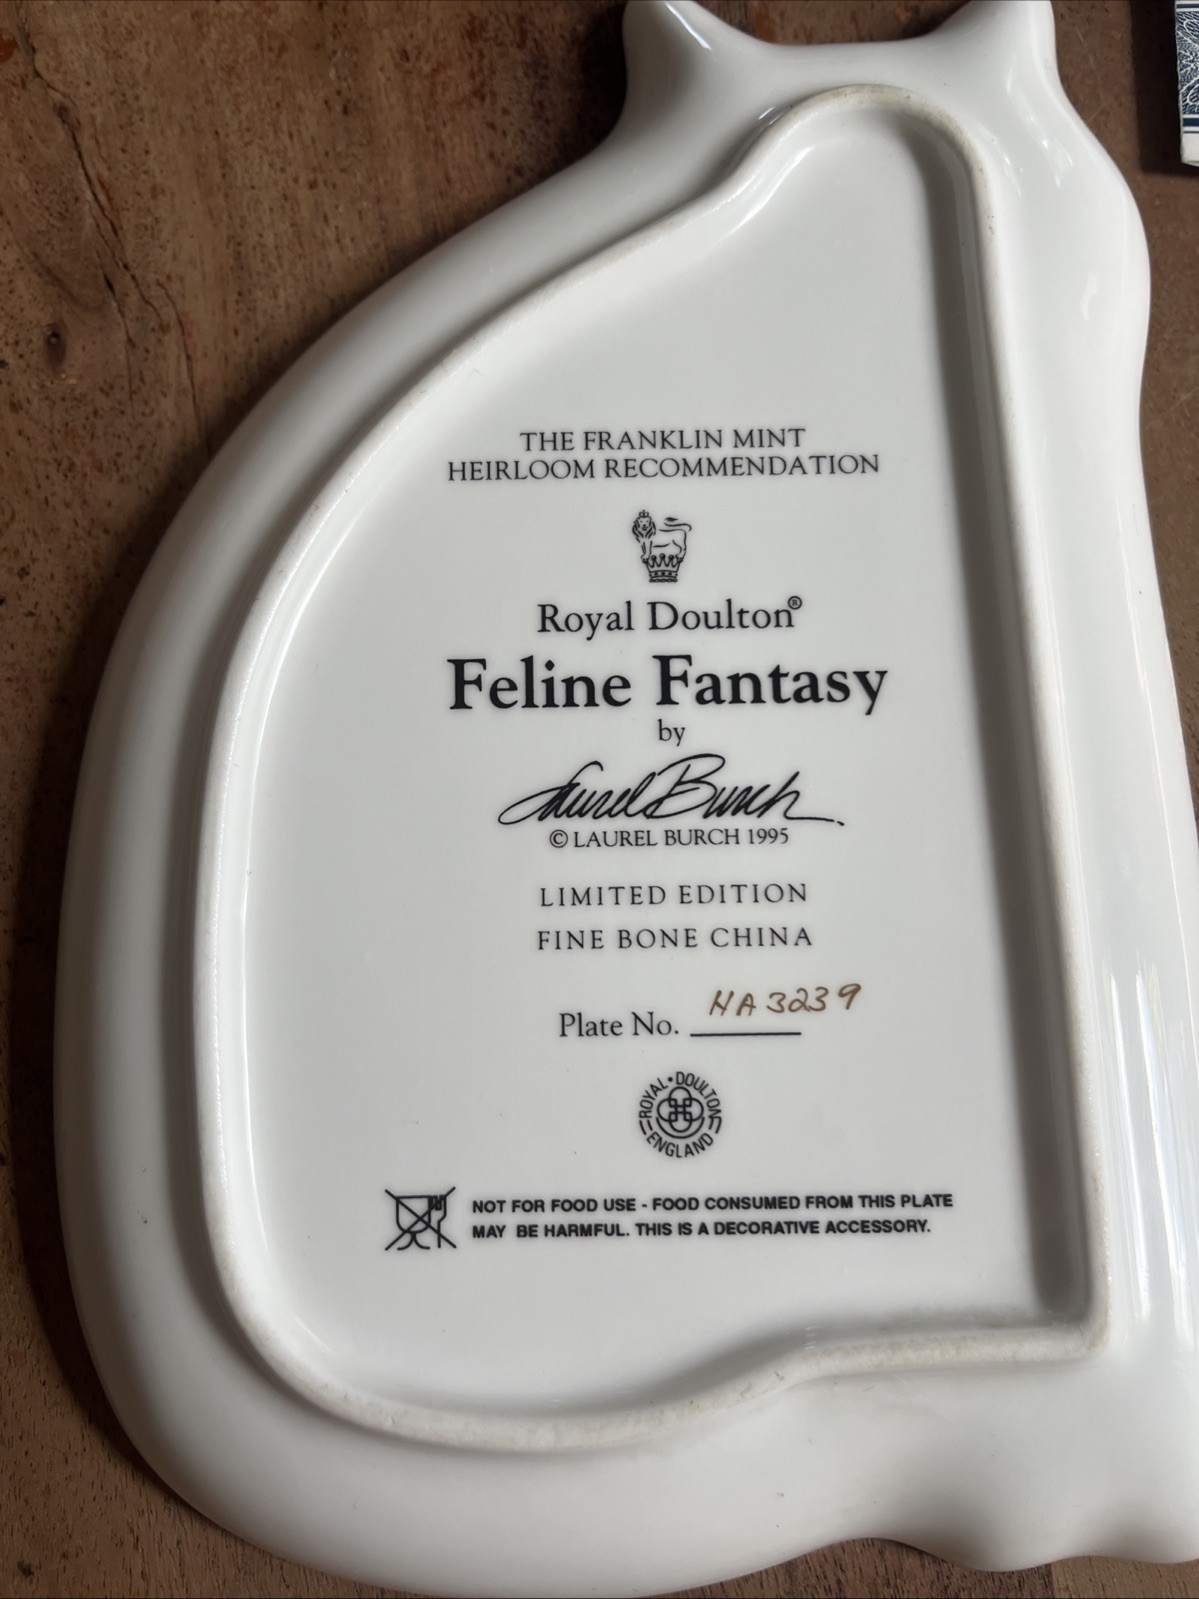 THE FRANKLIN MINT
HEIRLOOM RECOMMENDATION
Royal Doulton®
Feline Fantasy
by
Laurel Burch
© LAUREL BURCH 1995
LIMITED EDITION
FINE BONE CHINA
Plate No. HA3239
ROYAL • DOULTON
ENGLAND
NOT FOR FOOD USE - FOOD CONSUMED FROM THIS PLATE
MAY BE HARMFUL. THIS IS A DECORATIVE ACCESSORY.